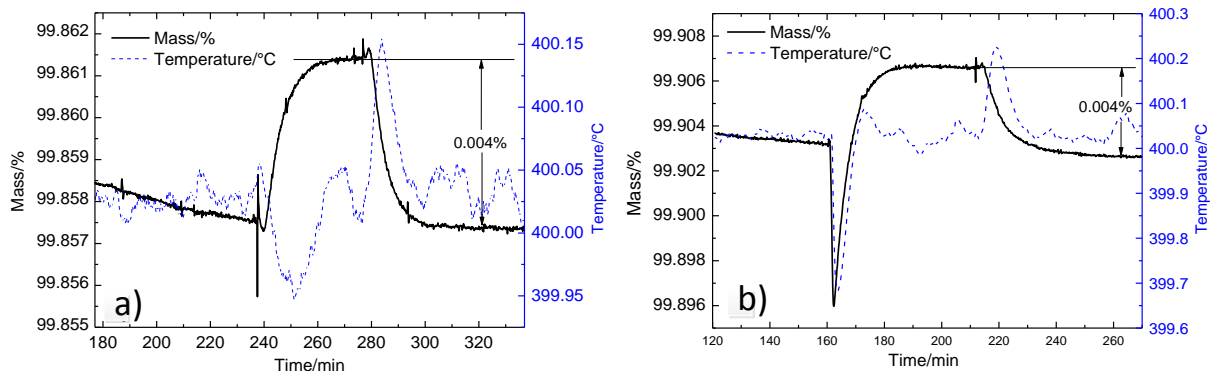 99.862
99.861
99.860
99.859
99.858
99.857
99.856
99.855
Mass/%
Mass/%
Temperature/°C
0.004%
a)
400.15
400.10
400.05
400.00
399.95
Temperature/°C
180 200 220 240 260 280 300 320
Time/min
99.908
99.906
99.904
99.902
99.900
99.898
99.896
Mass/%
Mass/%
Temperature/°C
0.004%
b)
400.3
400.2
400.1
400.0
399.9
399.8
399.7
399.6
Temperature/°C
120 140 160 180 200 220 240 260
Time/min